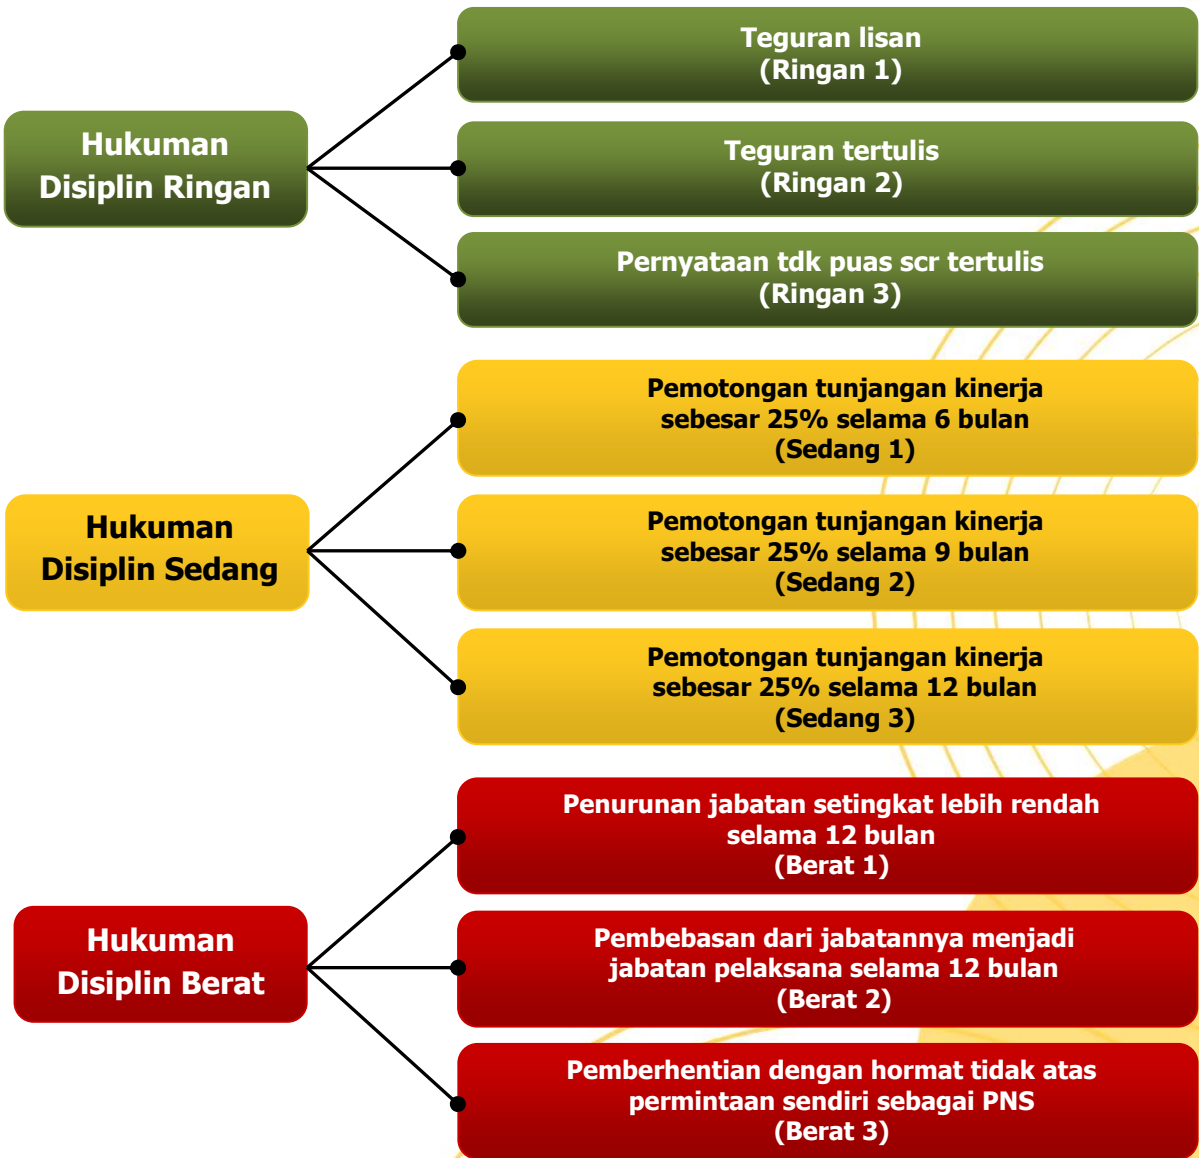 Hukuman
Disiplin Ringan
Teguran lisan
(Ringan 1)
Teguran tertulis
(Ringan 2)
Pernyataan tdk puas scr tertulis
(Ringan 3)
Hukuman
Disiplin Sedang
Pemotongan tunjangan kinerja
sebesar 25% selama 6 bulan
(Sedang 1)
Pemotongan tunjangan kinerja
sebesar 25% selama 9 bulan
(Sedang 2)
Pemotongan tunjangan kinerja
sebesar 25% selama 12 bulan
(Sedang 3)
Hukuman
Disiplin Berat
Penurunan jabatan setingkat lebih rendah
selama 12 bulan
(Berat 1)
Pembebasan dari jabatannya menjadi
jabatan pelaksana selama 12 bulan
(Berat 2)
Pemberhentian dengan hormat tidak atas
permintaan sendiri sebagai PNS
(Berat 3)